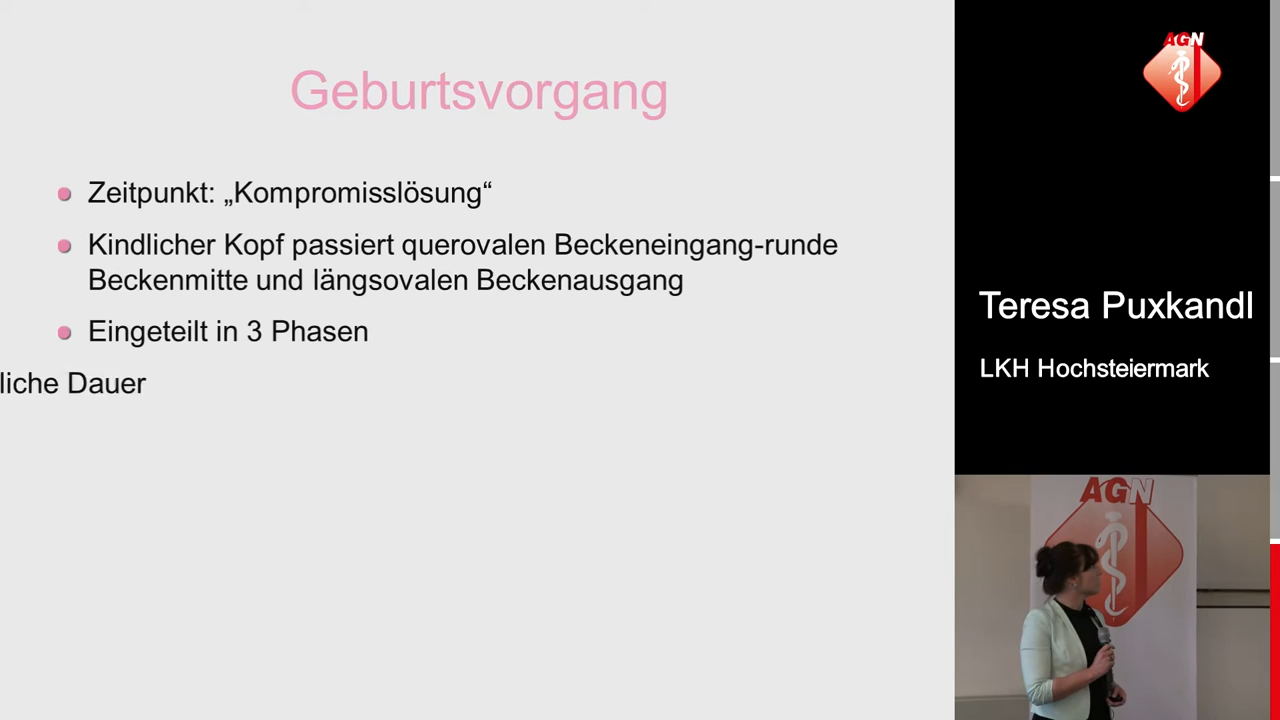 Geburtsvorgang
Zeitpunkt: „Kompromisslösung“
Kindlicher Kopf passiert querovalen Beckeneingang-runde
Beckenmitte und längsovalen Beckenausgang
Eingeteilt in 3 Phasen
liche Dauer
AGN
Teresa Puxkandl
LKH Hochsteiermark
AGN